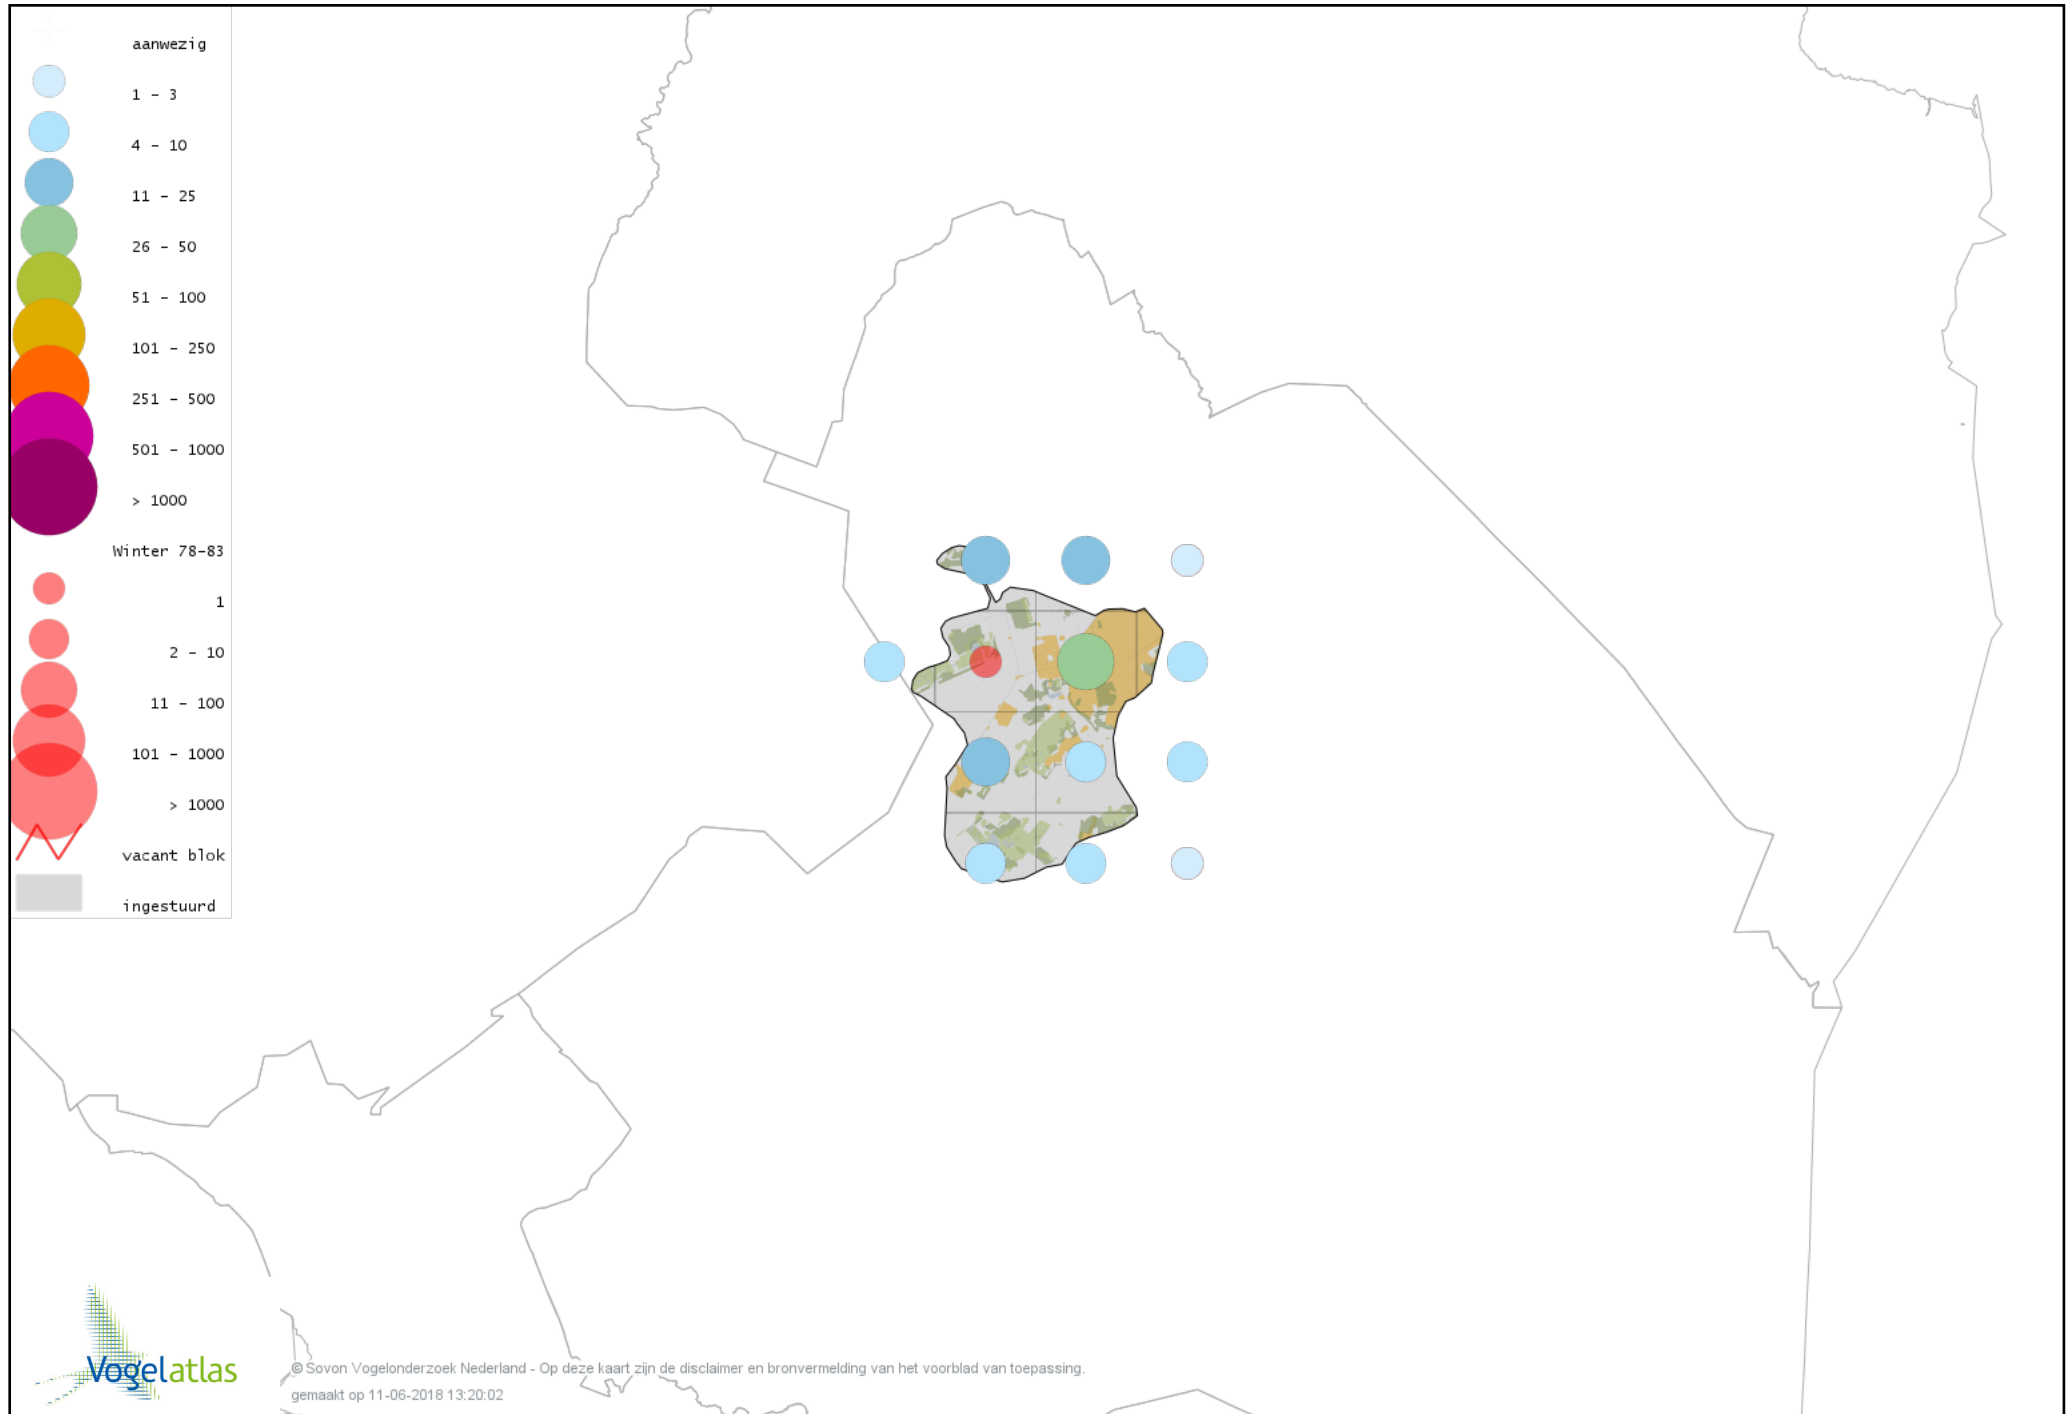 aanwezig
1 - 3
4 - 10
11 - 25
26 - 50
51 - 100
101 - 250
251 - 500
501 - 1000
> 1000
Winter 78-83
1
2 - 10
11 - 100
101 - 1000
> 1000
vacant blok
ingestuurd
Vogelatlas
© Sovon Vogelonderzoek Nederland - Op deze kaart zijn de disclaimer en bronvermelding van het voorblad van toepassing.
gemaakt op 11-06-2018 13:20:02